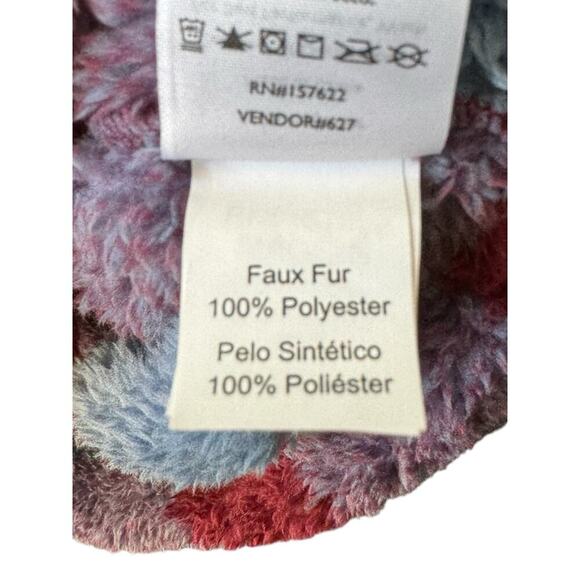 RN#157622
VENDOR#627
Faux Fur
100% Polyester
Pelo Sintético
100% Poliéster